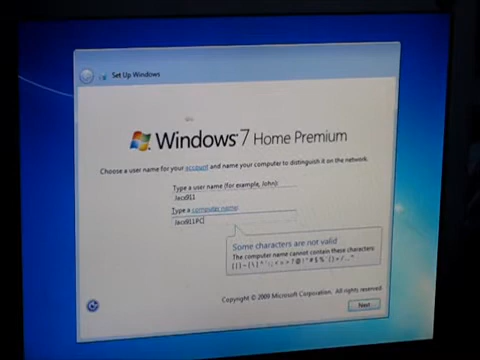 Set Up Windows
Windows 7 Home Premium
Choose a user name for your account and name your computer to distinguish it on the network.
Type a user name (for example, John):
Jacx911
Type a computer name:
Jacx911PC
Some characters are not valid
The computer name cannot contain these characters:
Copyright © 2009 Microsoft Corporation. All rights reserved.
Next